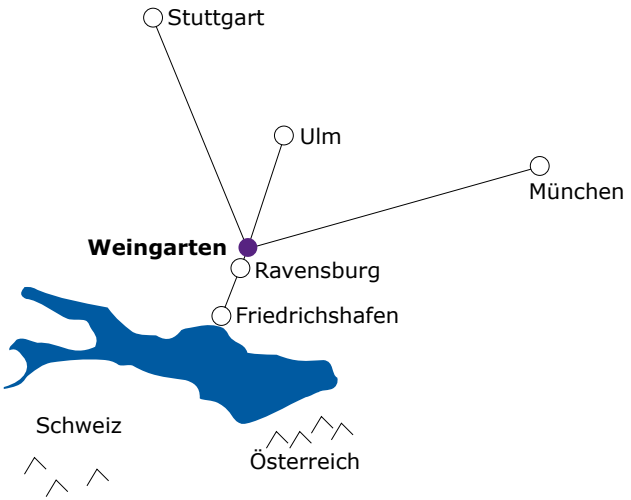 Stuttgart
Ulm
München
Weingarten
Ravensburg
Friedrichshafen
Schweiz
Österreich